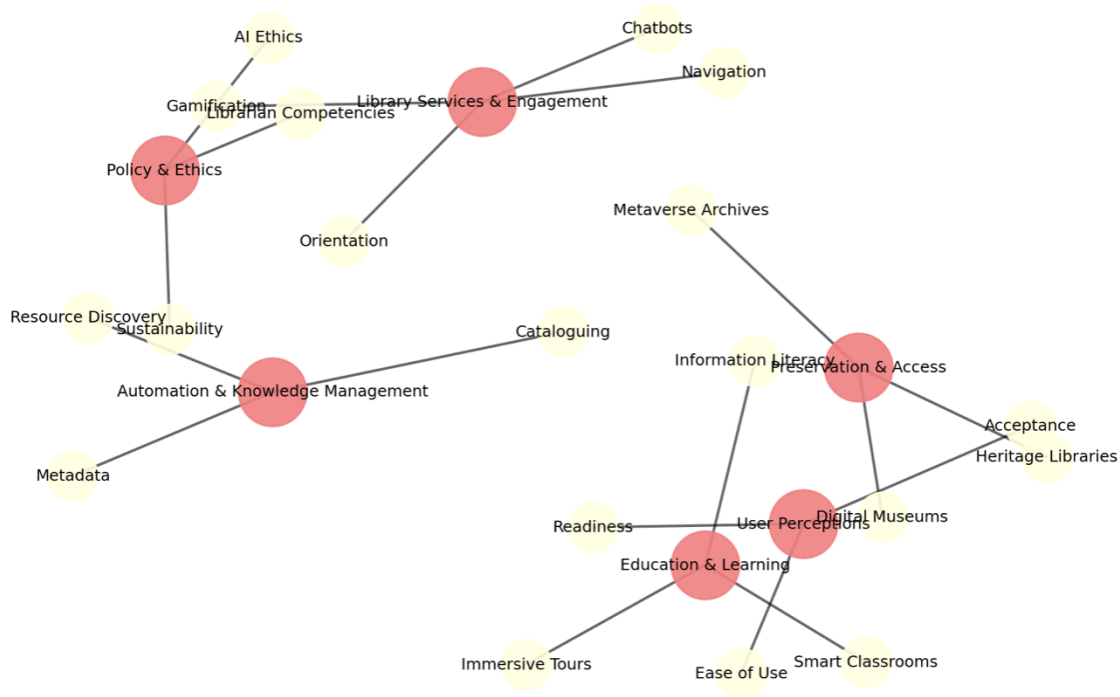 Chatbots
AI Ethics
Navigation
Gamification
Library Services & Engagement
Librarian Competencies
Policy & Ethics
Metaverse Archives
Orientation
Resource Discovery
Sustainability
Cataloguing
Information Literacy
Preservation & Access
Automation & Knowledge Management
Acceptance
Heritage Libraries
Metadata
Digital Museums
User Perceptions
Readiness
Education & Learning
Smart Classrooms
Immersive Tours
Ease of Use